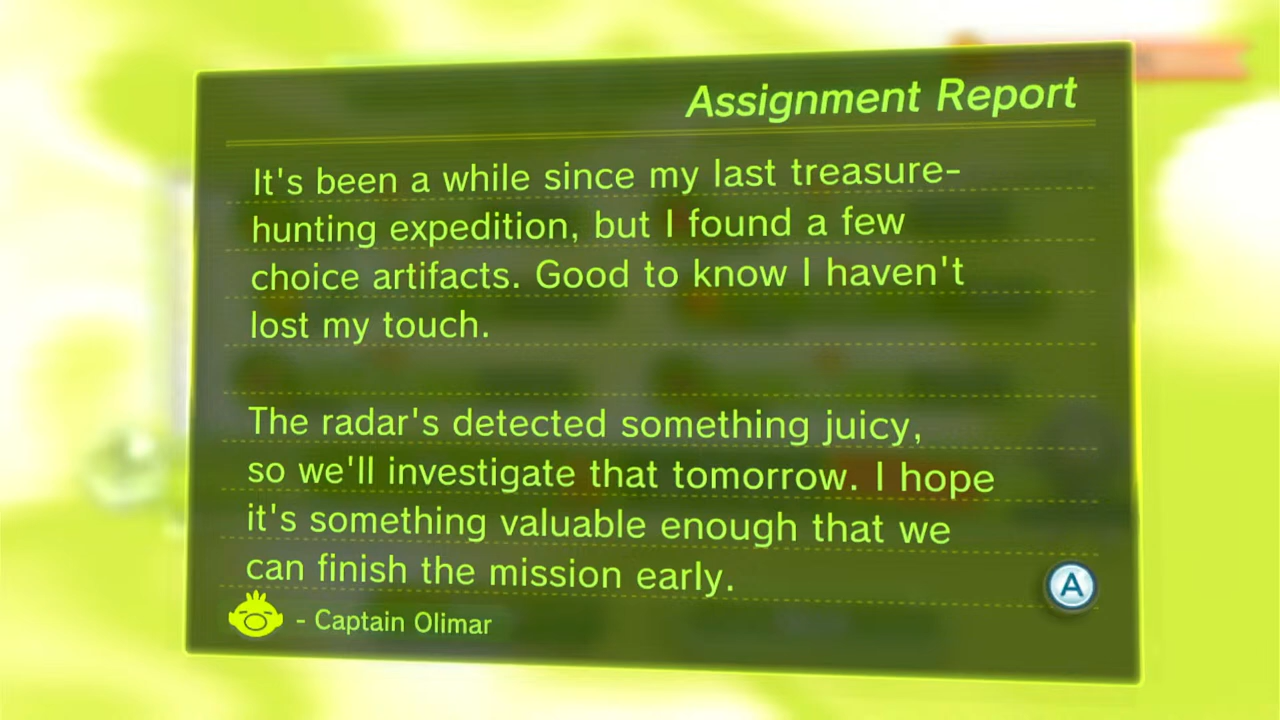 Assignment Report
It's been a while since my last treasure-
hunting expedition, but I found a few
choice artifacts. Good to know I haven't
lost my touch.
The radar's detected something juicy,
so we'll investigate that tomorrow. I hope
it's something valuable enough that we
can finish the mission early.
A
- Captain Olimar